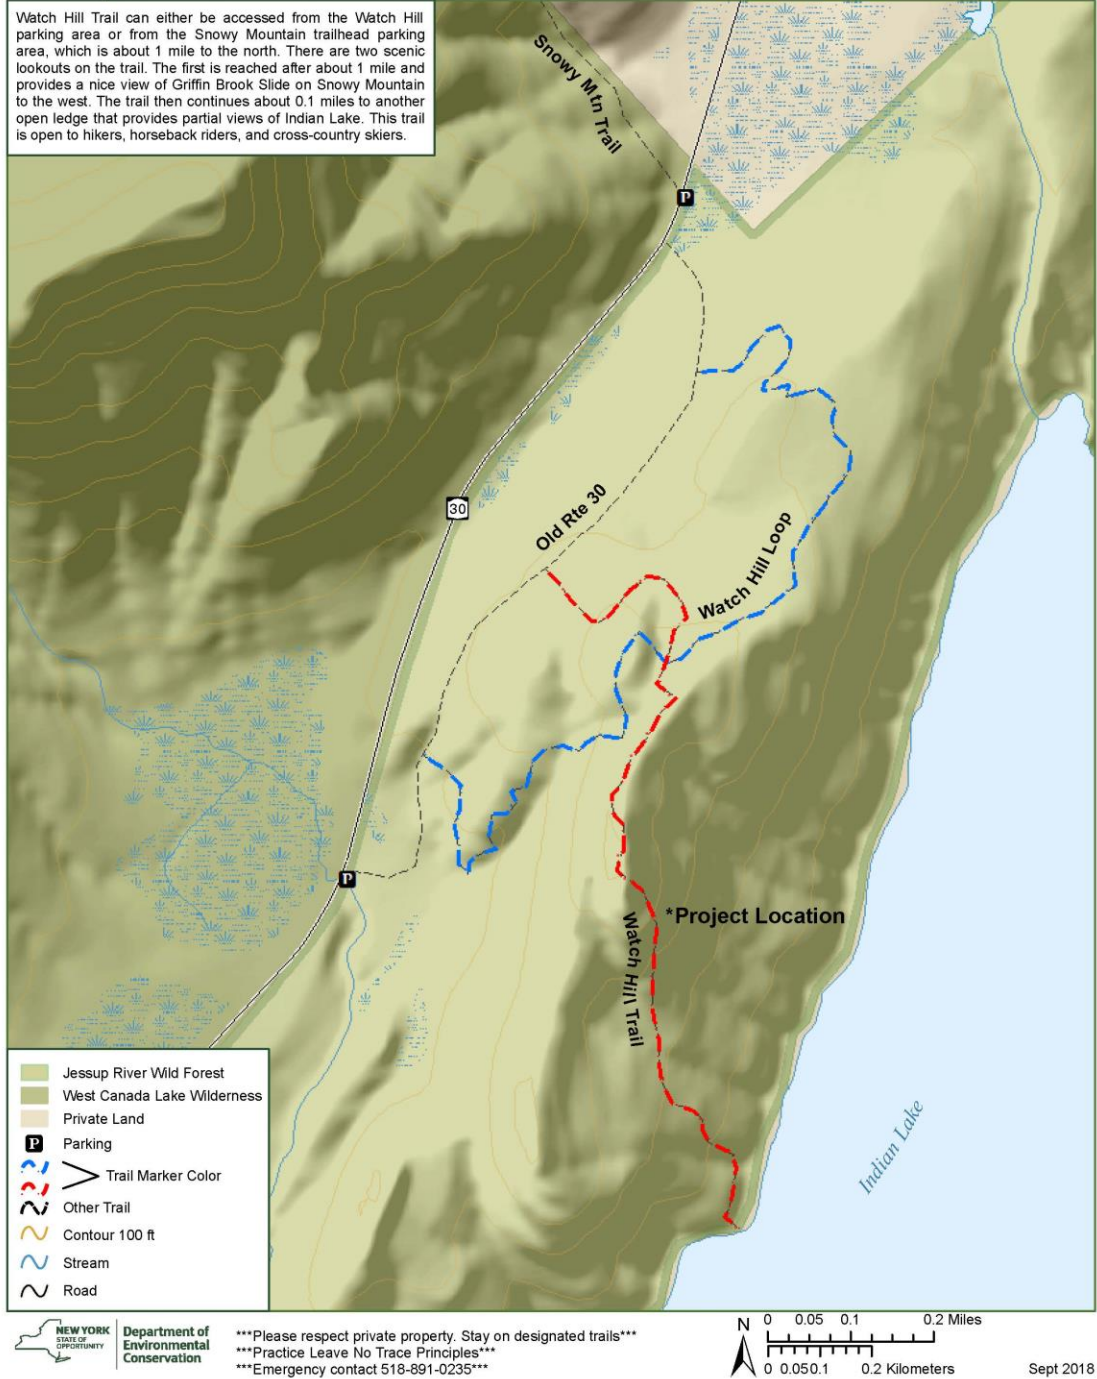 Watch Hill Trail can either be accessed from the Watch Hill
parking area or from the Snowy Mountain trailhead parking
area, which is about 1 mile to the north. There are two scenic
lookouts on the trail. The first is reached after about 1 mile and
provides a nice view of Griffin Brook Slide on Snowy Mountain
to the west. The trail then continues about 0.1 miles to another
open ledge that provides partial views of Indian Lake. This trail
is open to hikers, horseback riders, and cross-country skiers.
Snowy Mtn Trail
P
30
Old Rte 30
Watch Hill Loop
P
*Project Location
Watch Hill Trail
Indian Lake
Jessup River Wild Forest
West Canada Lake Wilderness
Private Land
P Parking
Trail Marker Color
Other Trail
Contour 100 ft
Stream
Road
NEW YORK
STATE OF
OPPORTUNITY
Department of
Environmental
Conservation
***Please respect private property. Stay on designated trails***
***Practice Leave No Trace Principles***
***Emergency contact 518-891-0235***
N
0 0.05 0.1 0.2 Miles
0 0.05 0.1 0.2 Kilometers
Sept 2018